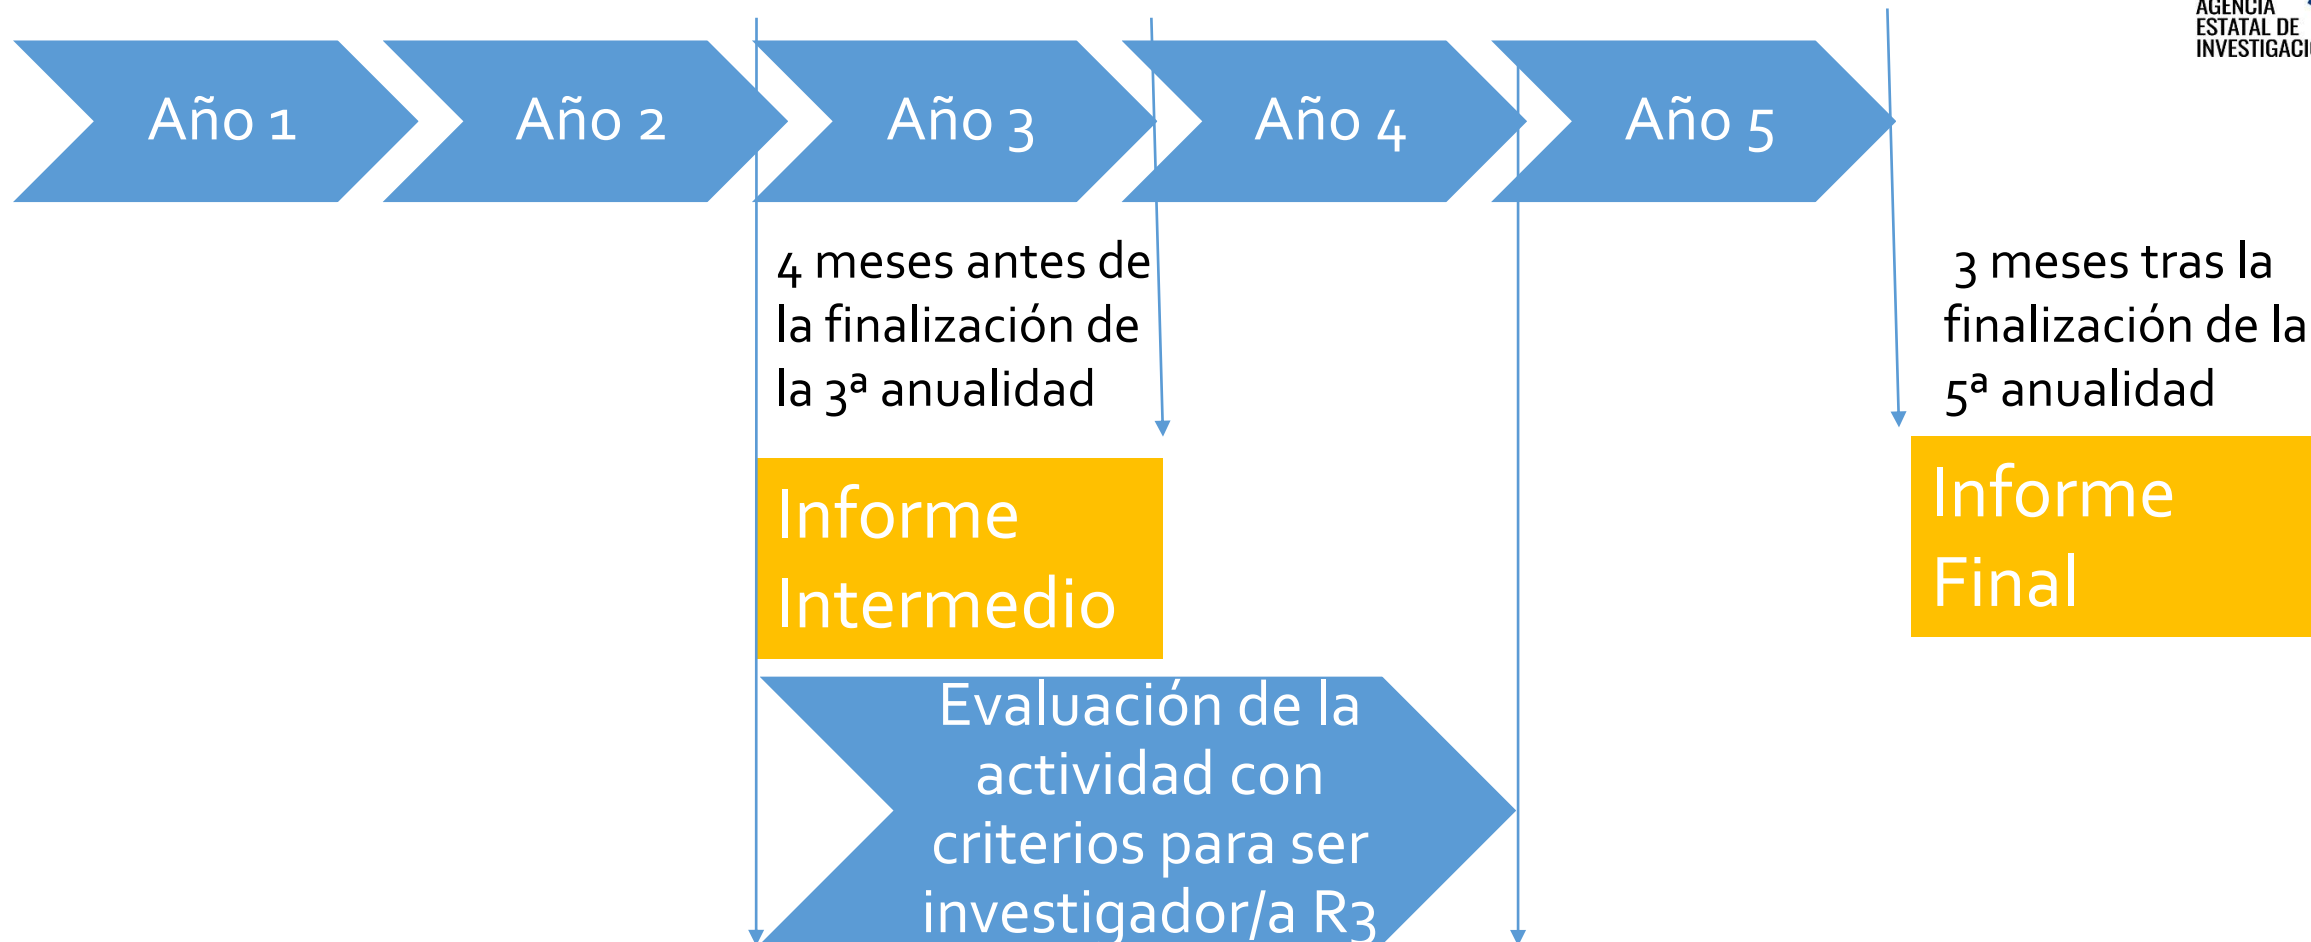 AGENCIA
ESTATAL DE
Año 1
Año 2
Año 3
Año 4
Año 5
4 meses antes de
la finalización de
la 3ª anualidad
3 meses tras la
finalización de la
5ª anualidad
Informe
Intermedio
Informe
Final
Evaluación de la
actividad con
criterios para ser
investigador/a R3